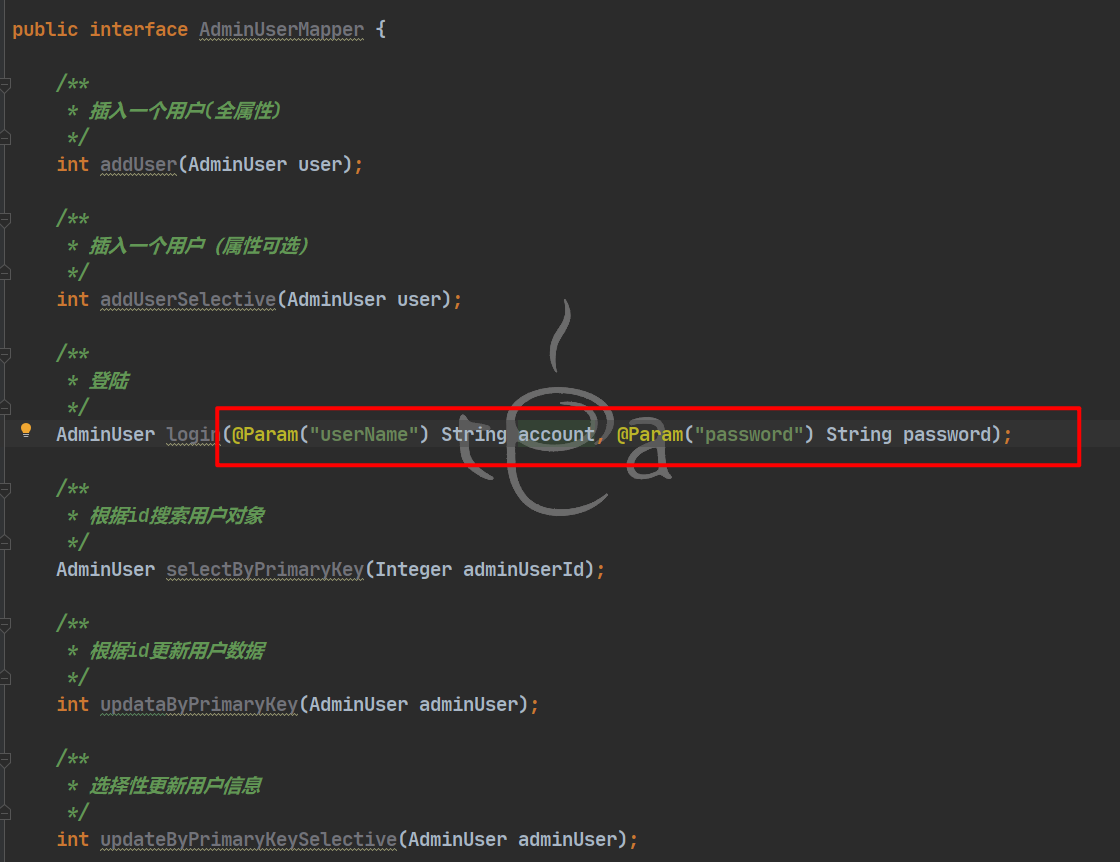 public interface AdminUserMapper {
/**
* 插入一个用户(全属性)
*/
int addUser(AdminUser user);
/**
* 插入一个用户（属性可选）
*/
int addUserSelective(AdminUser user);
/**
* 登陆
*/
AdminUser login(@Param("userName") String account, @Param("password") String password);
/**
* 根据id搜索用户对象
*/
AdminUser selectByPrimaryKey(Integer adminUserId);
/**
* 根据id更新用户数据
*/
int updataByPrimaryKey(AdminUser adminUser);
/**
* 选择性更新用户信息
*/
int updateByPrimaryKeySelective(AdminUser adminUser);